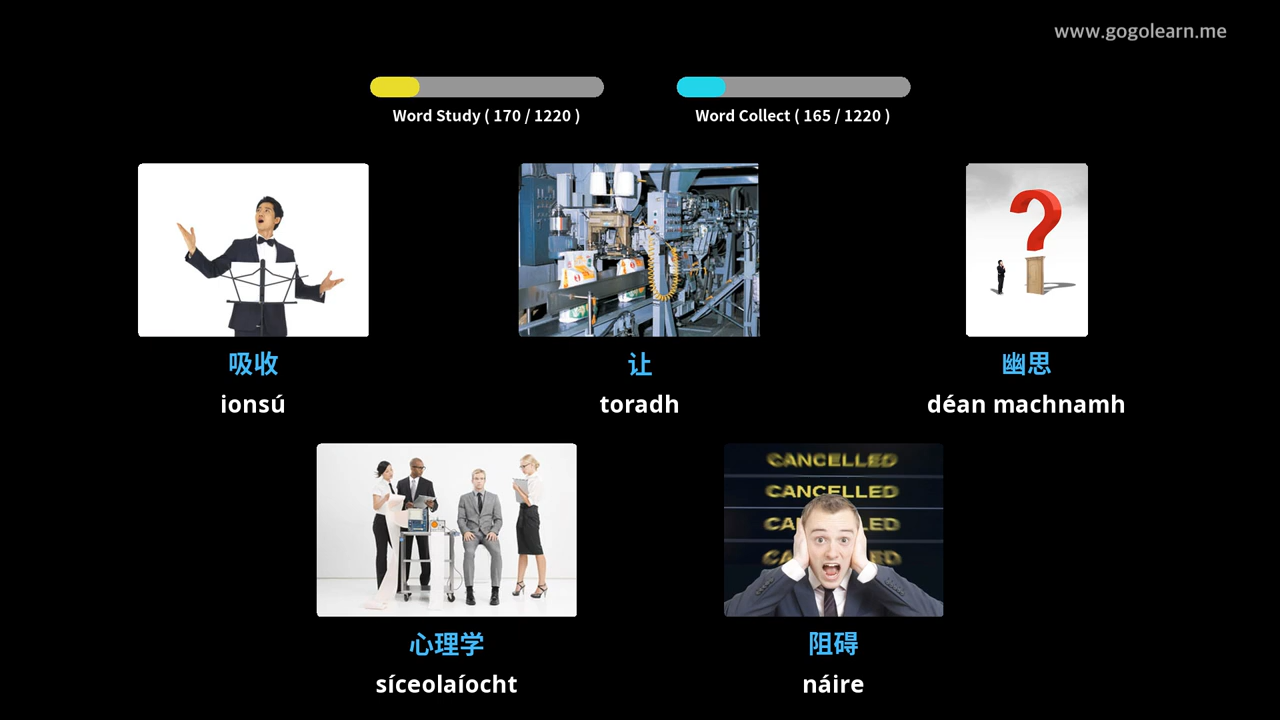 www.gogolearn.me
Word Study ( 170 / 1220 )
Word Collect ( 165 / 1220 )
吸收
让
幽思
ionsú
toradh
déan machnamh
CANCELLED
CANCELLED
心理学
阻碍
síceolaíocht
náire